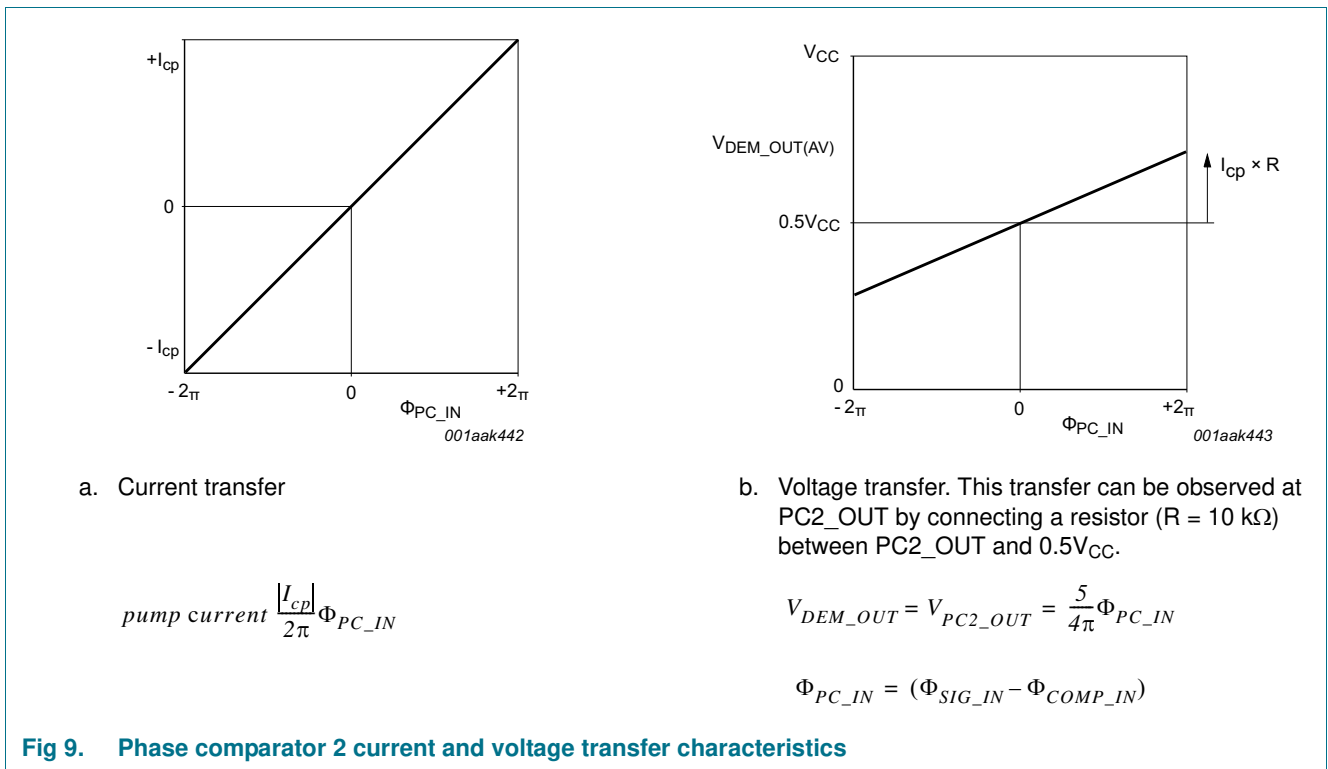 +Icp
0
- Icp
- 2π
0
+2π
ΦPC_IN
001aak442
VCC
VDEM_OUT(AV)
0.5VCC
0
Icp × R
- 2π
0
+2π
ΦPC_IN
001aak443
a. Current transfer
pump current |Icp|/2π ΦPC_IN
b. Voltage transfer. This transfer can be observed at
PC2_OUT by connecting a resistor (R = 10 kΩ)
between PC2_OUT and 0.5VCC.
VDEM_OUT = VPC2_OUT = 5/4π ΦPC_IN
ΦPC_IN = (ΦSIG_IN – ΦCOMP_IN)
Fig 9. Phase comparator 2 current and voltage transfer characteristics